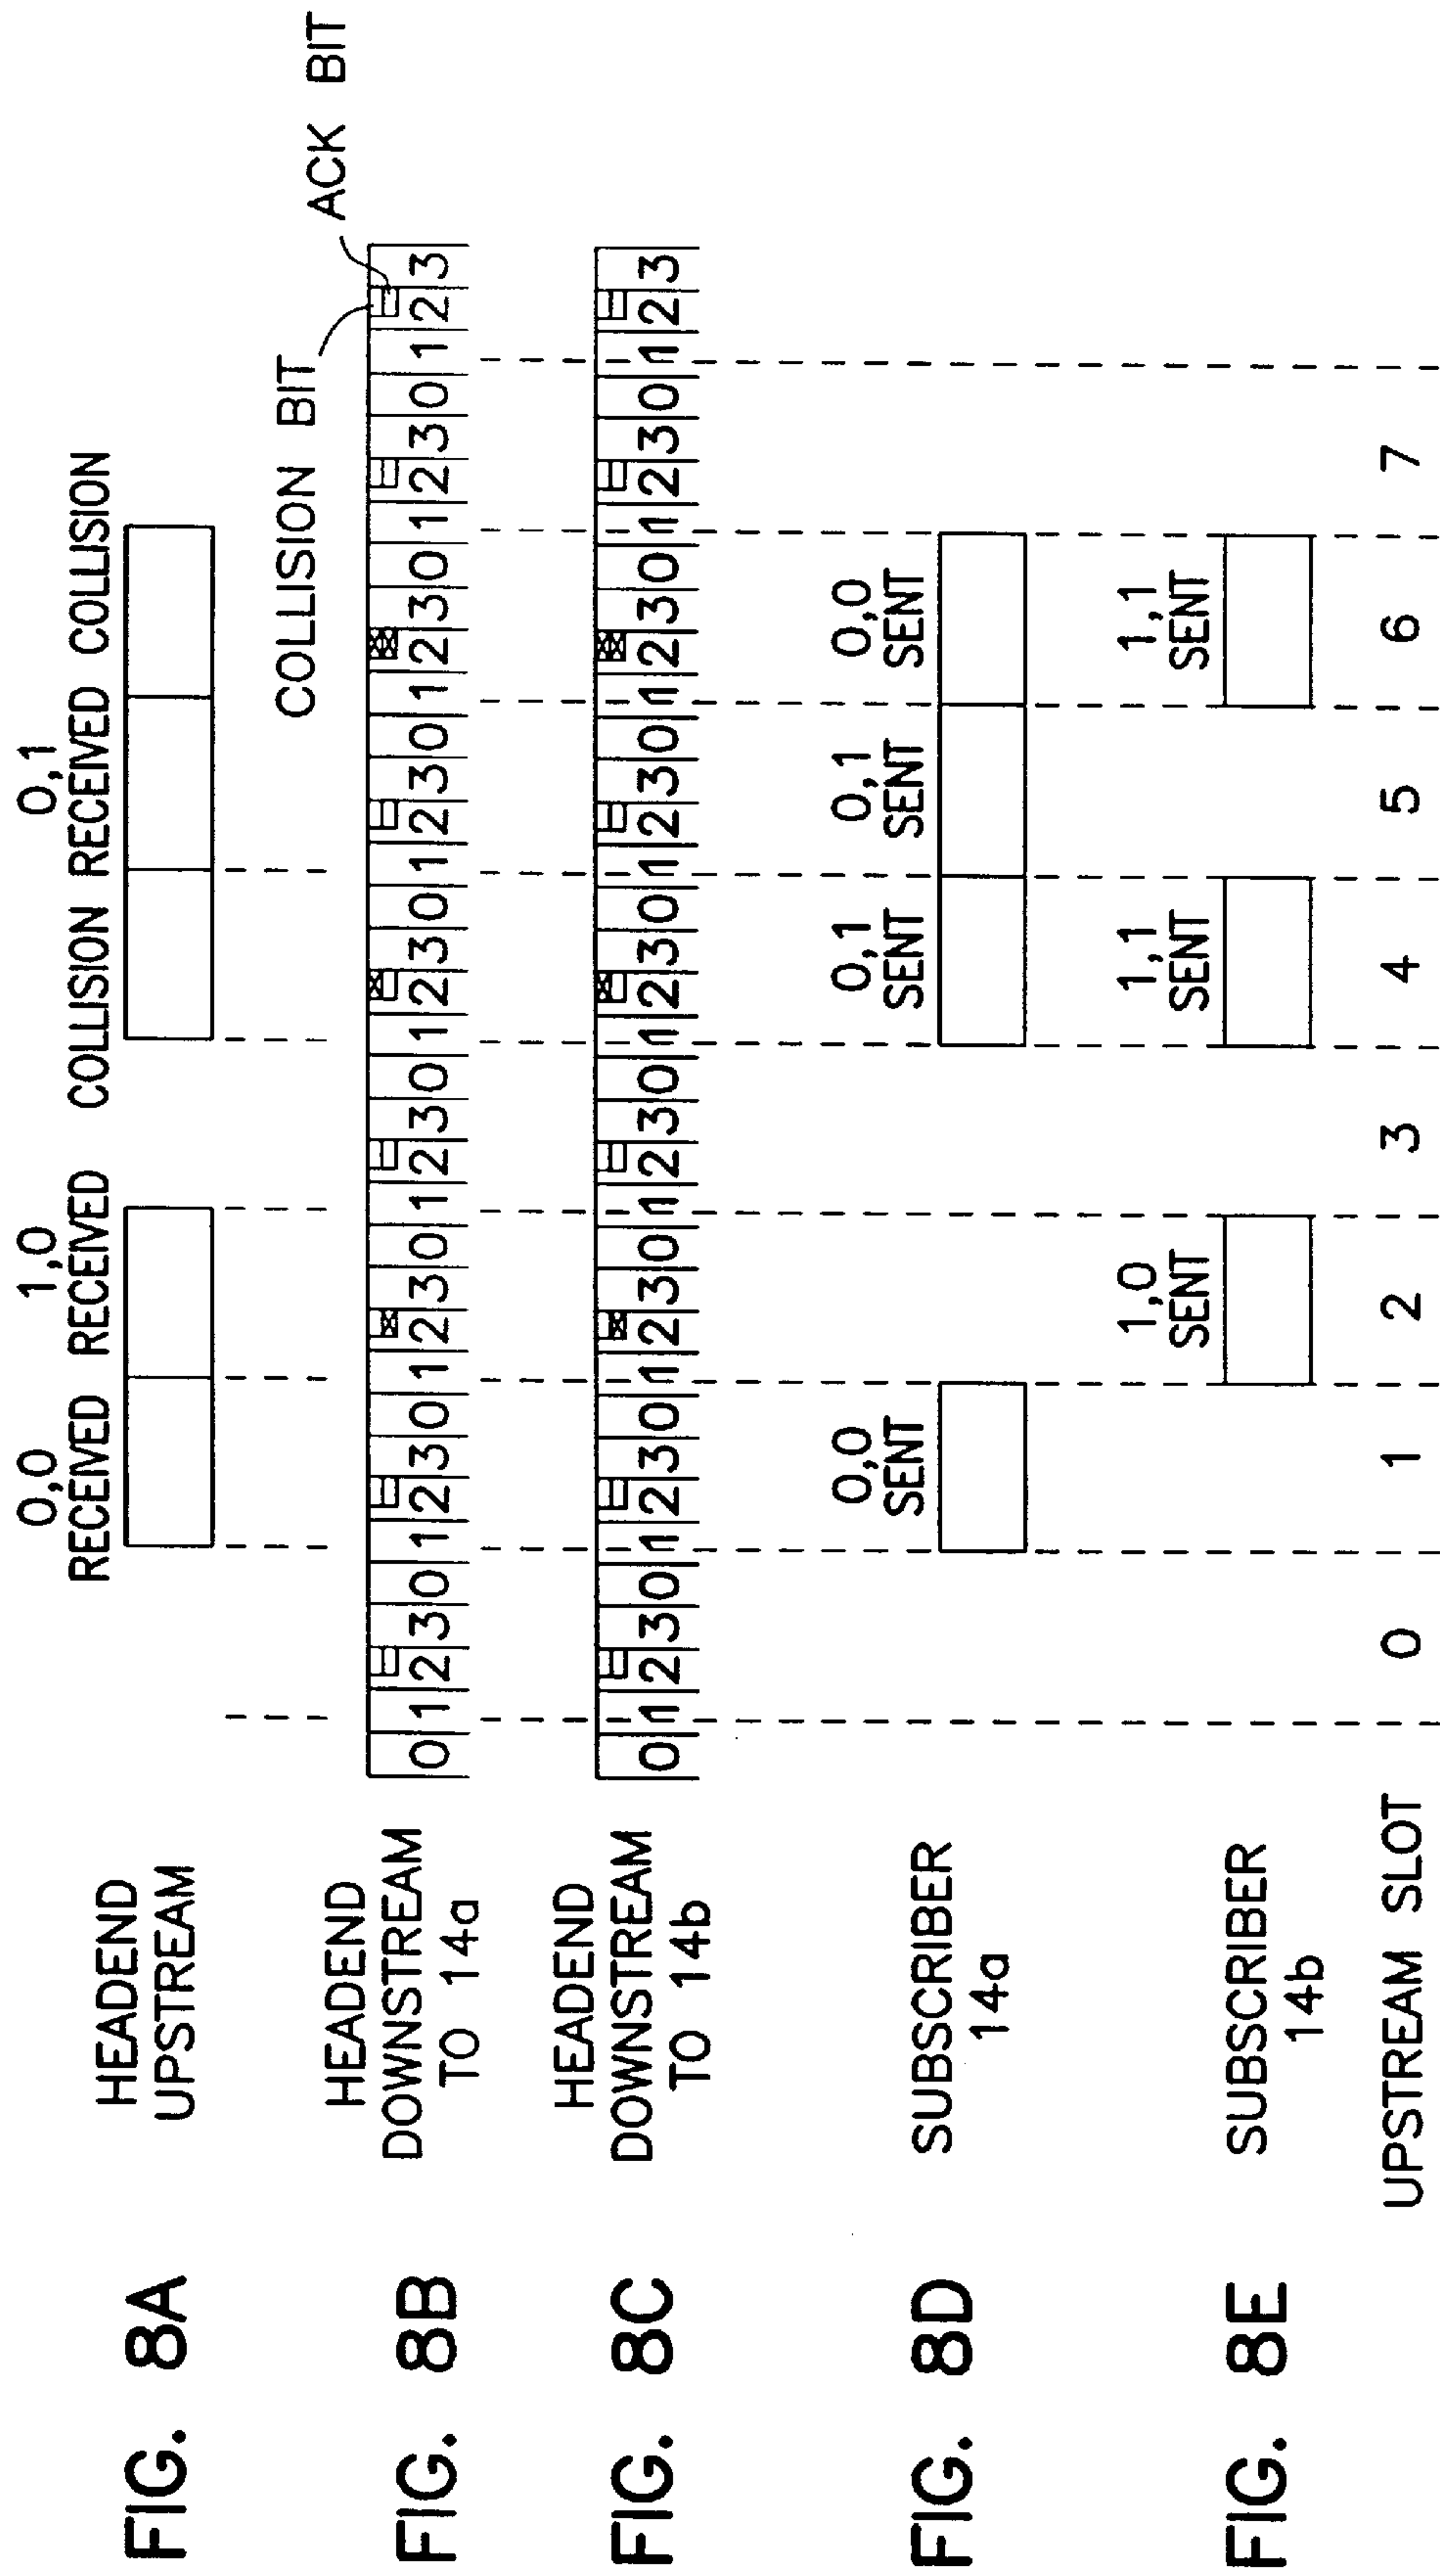 FIG. 8A
HEADEND
UPSTREAM
0,0
RECEIVED
1,0
RECEIVED
COLLISION
0,1
RECEIVED
COLLISION
FIG. 8B
HEADEND
DOWNSTREAM
TO 14a
COLLISION BIT
ACK BIT
0 1 2 3 0 1 2 3 0 1 2 3 0 1 2 3 0 1 2 3 0 1 2 3 0 1 2 3 0 1 2 3 0 1 2 3
FIG. 8C
HEADEND
DOWNSTREAM
TO 14b
0 1 2 3 0 1 2 3 0 1 2 3 0 1 2 3 0 1 2 3 0 1 2 3 0 1 2 3 0 1 2 3 0 1 2 3
FIG. 8D
SUBSCRIBER
14a
0,0
SENT
0,1
SENT
0,1
SENT
0,0
SENT
FIG. 8E
SUBSCRIBER
14b
1,0
SENT
1,1
SENT
1,1
SENT
UPSTREAM SLOT 0 1 2 3 4 5 6 7